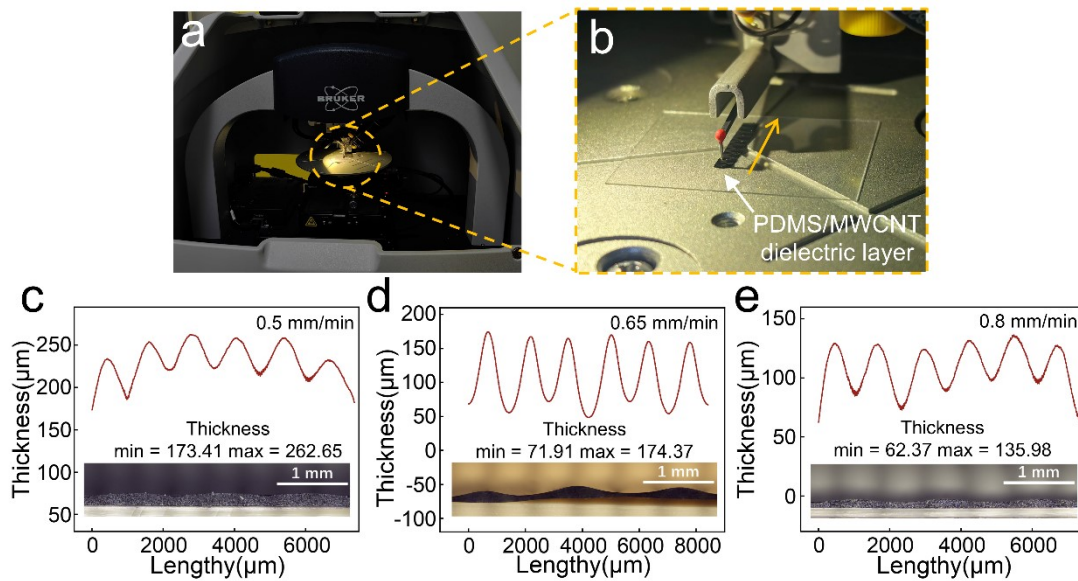 a
BRUKER
b
PDMS/MWCNT
dielectric layer
c
0.5 mm/min
Thickness(μm)
250
200
150
100
50
Thickness
min = 173.41 max = 262.65
1 mm
0
2000
4000
6000
Lengthy(μm)
d
0.65 mm/min
Thickness(μm)
200
150
100
50
0
-50
-100
Thickness
min = 71.91 max = 174.37
1 mm
0
2000
4000
6000
8000
Lengthy(μm)
e
0.8 mm/min
Thickness(μm)
150
100
50
0
Thickness
min = 62.37 max = 135.98
1 mm
0
2000
4000
6000
Lengthy(μm)